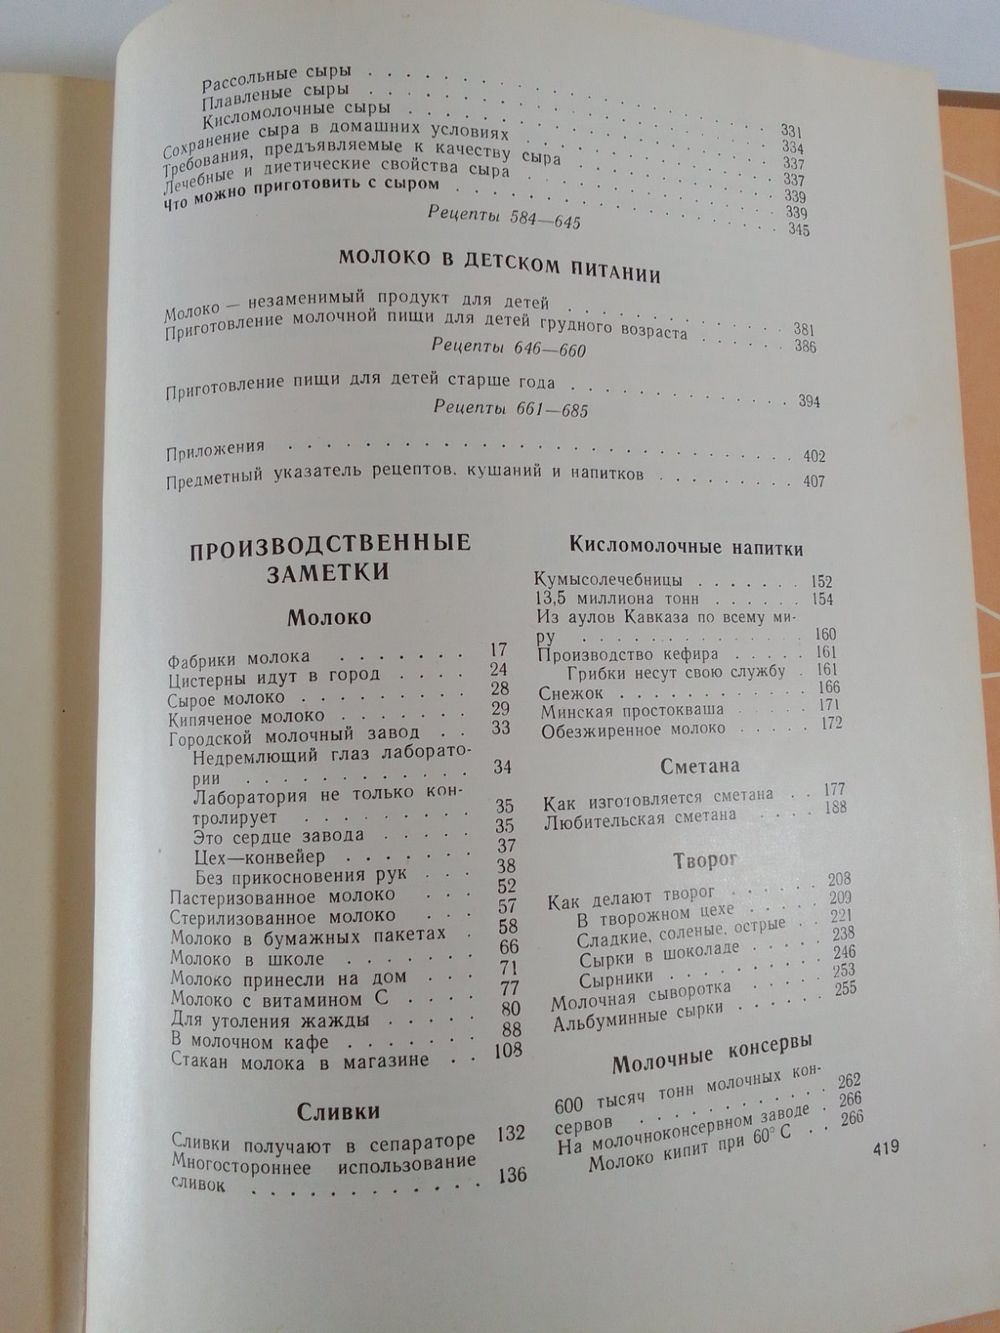 Рассольные сыры . . . . . . . . . . . . . . 331
Плавленые сыры . . . . . . . . . . . . . . 334
Кисломолочные сыры . . . . . . . . . . . . 337
Сохранение сыра в домашних условиях . . . . . . . . 337
Требования, предъявляемые к качеству сыра . . . . . . . 339
Лечебные и диетические свойства сыра . . . . . . . . 339
Что можно приготовить с сыром . . . . . . . . . . 345
Рецепты 584—645
МОЛОКО В ДЕТСКОМ ПИТАНИИ
Молоко — незаменимый продукт для детей . . . . . . . . 381
Приготовление молочной пищи для детей грудного возраста . . . . . 386
Рецепты 646—660
Приготовление пищи для детей старше года . . . . . . . . 394
Рецепты 661—685
Приложения . . . . . . . . . . . . . . . . 402
Предметный указатель рецептов, кушаний и напитков . . . . . . 407
ПРОИЗВОДСТВЕННЫЕ
ЗАМЕТКИ
Молоко
Фабрики молока . . . . . . . 17
Цистерны идут в город . . . . 24
Сырое молоко . . . . . . . . 28
Кипяченое молоко . . . . . . 29
Городской молочный завод . . 33
Недремлющий глаз лаборато-
рии . . . . . . . . . . . 34
Лаборатория не только кон-
тролирует . . . . . . . . 35
Это сердце завода . . . . . 35
Цех—конвейер . . . . . . 37
Без прикосновения рук . . . 38
Пастеризованное молоко . . . 52
Стерилизованное молоко . . . 57
Молоко в бумажных пакетах . 58
Молоко в школе . . . . . . 66
Молоко принесли на дом . . . 71
Молоко с витамином С . . . . 77
Для утоления жажды . . . . . 80
В молочном кафе . . . . . . 88
Стакан молока в магазине . . 108
Сливки
Сливки получают в сепараторе 132
Многостороннее использование
сливок . . . . . . . . . . . 136
Кисломолочные напитки
Кумысолечебницы . . . . . . . 152
13,5 миллиона тонн . . . . . . 154
Из аулов Кавказа по всему ми-
ру . . . . . . . . . . . . . 160
Производство кефира . . . . . 161
Грибки несут свою службу . 161
Снежок . . . . . . . . . . . 166
Минская простокваша . . . . . 171
Обезжиренное молоко . . . . . 172
Сметана
Как изготовляется сметана . . 177
Любительская сметана . . . . 188
Творог
Как делают творог . . . . . . 208
В творожном цехе . . . . . 209
Сладкие, соленые, острые . . 221
Сырки в шоколаде . . . . . 238
Сырники . . . . . . . . . 246
Молочная сыворотка . . . . . 253
Альбуминные сырки . . . . . . 255
Молочные консервы
600 тысяч тонн молочных кон-
сервов . . . . . . . . . . . 262
На молочноконсервном заводе . 266
Молоко кипит при 60° С . . 266
419